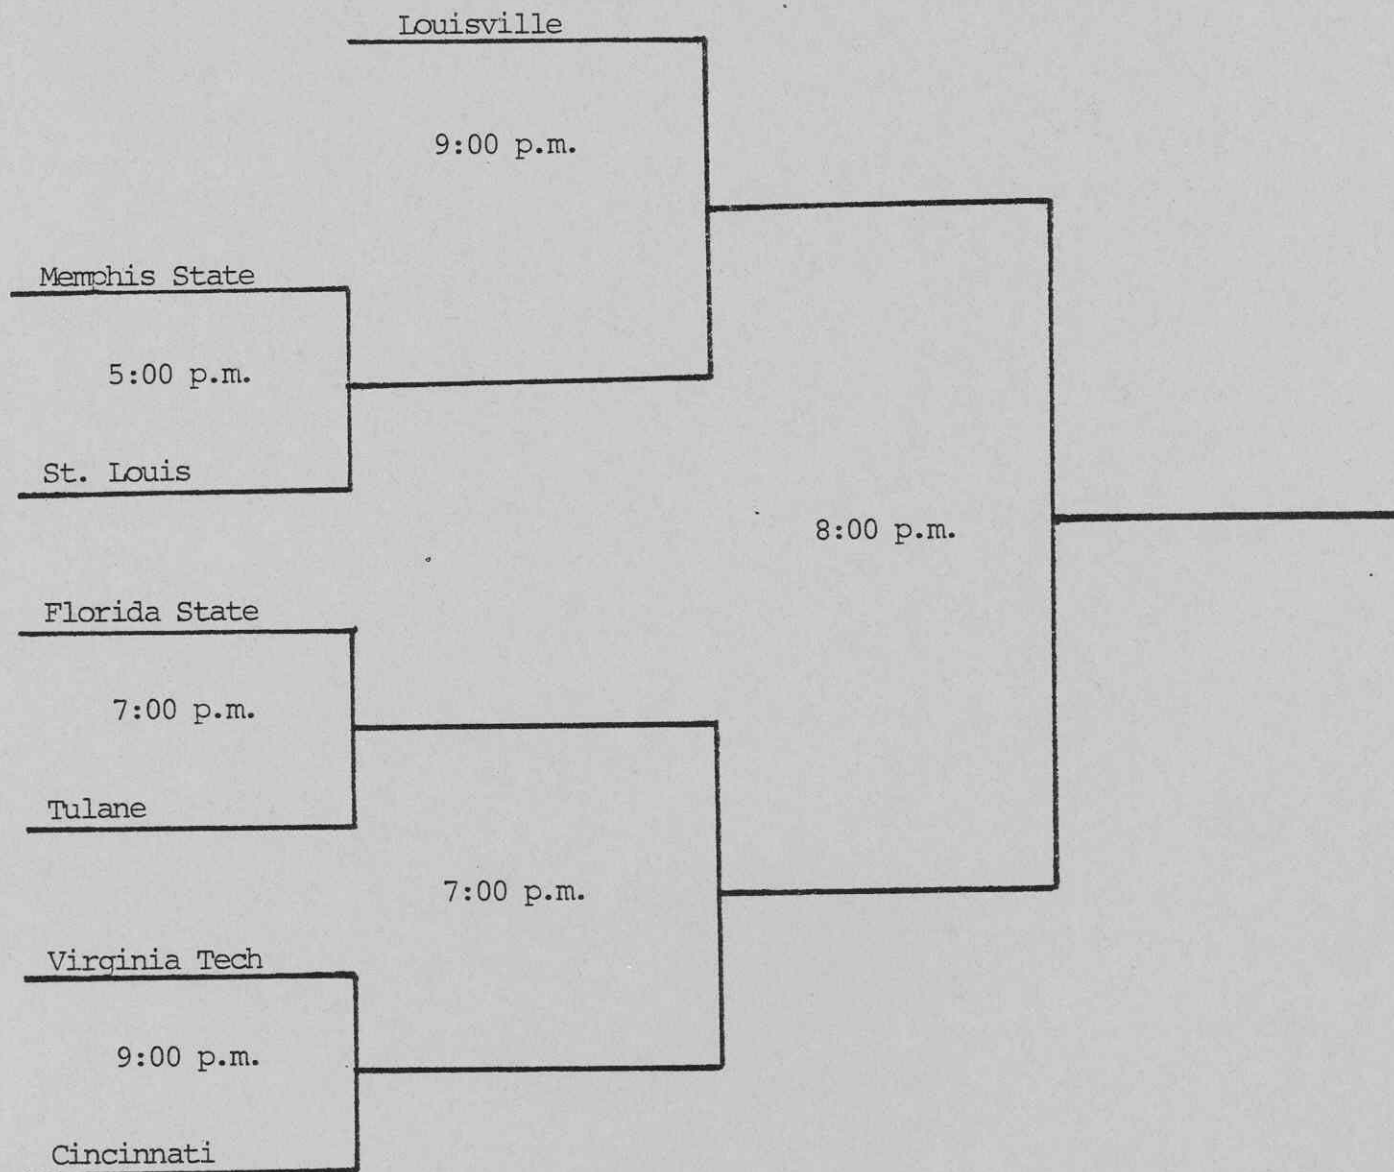 Louisville
9:00 p.m.
Memphis State
5:00 p.m.
St. Louis
8:00 p.m.
Florida State
7:00 p.m.
Tulane
7:00 p.m.
Virginia Tech
9:00 p.m.
Cincinnati